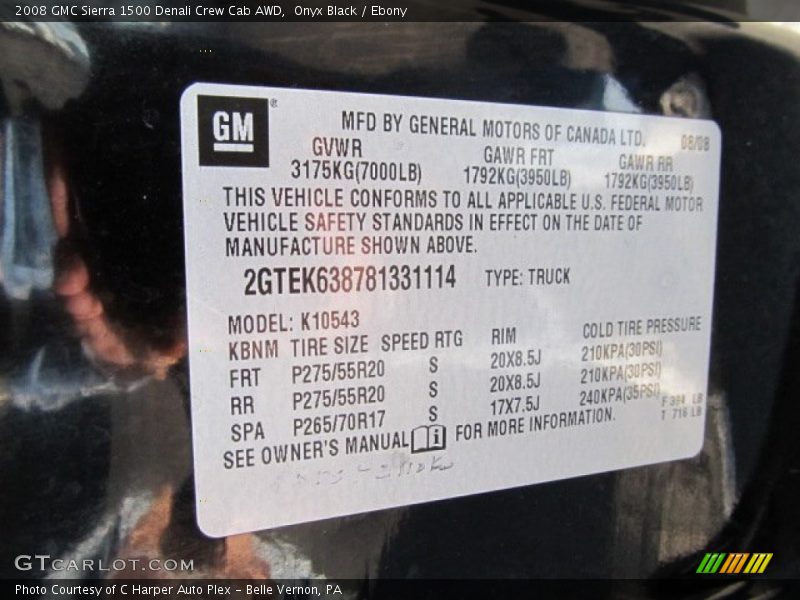 2008 GMC Sierra 1500 Denali Crew Cab AWD, Onyx Black / Ebony
GM ®
MFD BY GENERAL MOTORS OF CANADA LTD. 08/08
GVWR GAWR FRT GAWR RR
3175KG(7000LB) 1792KG(3950LB) 1792KG(3950LB)
THIS VEHICLE CONFORMS TO ALL APPLICABLE U.S. FEDERAL MOTOR
VEHICLE SAFETY STANDARDS IN EFFECT ON THE DATE OF
MANUFACTURE SHOWN ABOVE.
2GTEK638781331114 TYPE: TRUCK
MODEL: K10543
KBNM TIRE SIZE SPEED RTG RIM COLD TIRE PRESSURE
FRT P275/55R20 S 20X8.5J 210KPA(30PSI)
RR P275/55R20 S 20X8.5J 210KPA(30PSI)
SPA P265/70R17 S 17X7.5J 240KPA(35PSI)
F 394 LB
T 716 LB
SEE OWNER'S MANUAL i FOR MORE INFORMATION.
GTCARLOT.COM
Photo Courtesy of C Harper Auto Plex – Belle Vernon, PA